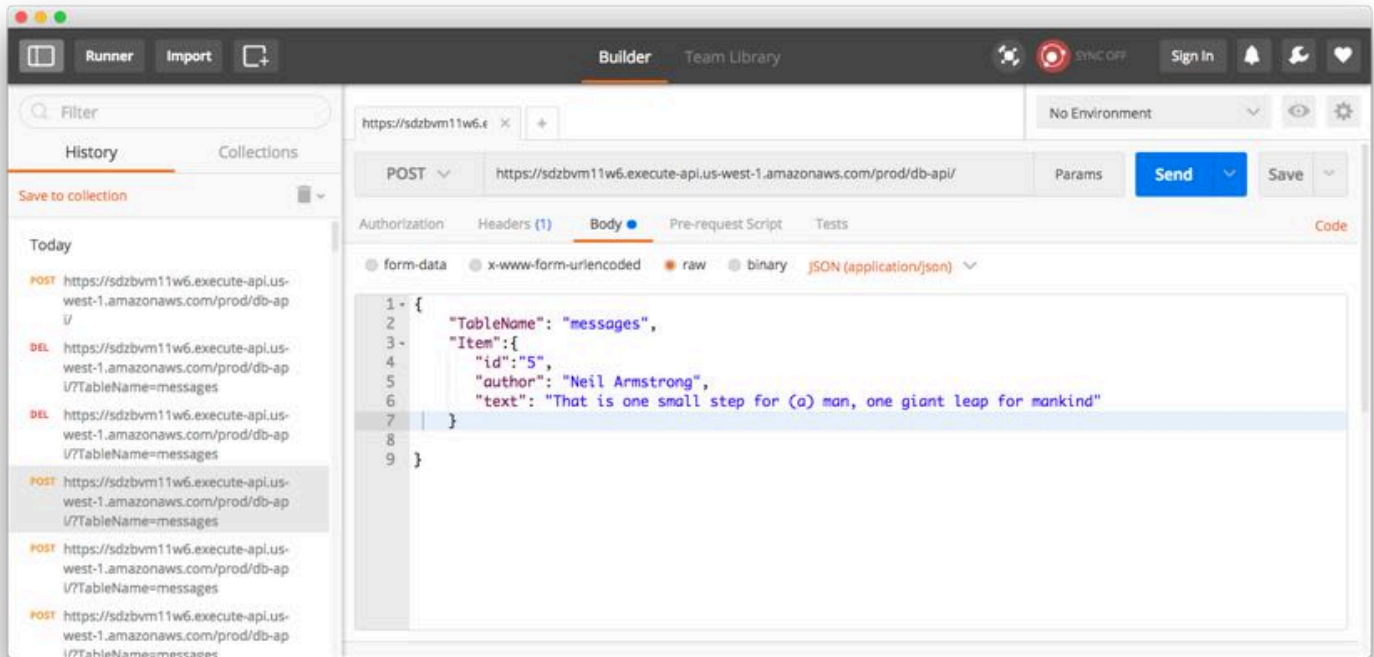 Runner Import Builder Team Library SYNC OFF Sign In
Filter
History Collections
Save to collection
Today
POST https://sdzbvm11w6.execute-api.us-
west-1.amazonaws.com/prod/db-ap
i/
DEL https://sdzbvm11w6.execute-api.us-
west-1.amazonaws.com/prod/db-ap
i/?TableName=messages
DEL https://sdzbvm11w6.execute-api.us-
west-1.amazonaws.com/prod/db-ap
i/?TableName=messages
POST https://sdzbvm11w6.execute-api.us-
west-1.amazonaws.com/prod/db-ap
i/?TableName=messages
POST https://sdzbvm11w6.execute-api.us-
west-1.amazonaws.com/prod/db-ap
i/?TableName=messages
POST https://sdzbvm11w6.execute-api.us-
west-1.amazonaws.com/prod/db-ap
i/?TableName=messages
https://sdzbvm11w6.e × +
No Environment
POST https://sdzbvm11w6.execute-api.us-west-1.amazonaws.com/prod/db-api/ Params Send Save
Authorization Headers (1) Body Pre-request Script Tests Code
form-data x-www-form-urlencoded raw binary JSON (application/json)
1 {
2 "TableName": "messages",
3 "Item":{
4 "id":"5",
5 "author": "Neil Armstrong",
6 "text": "That is one small step for (a) man, one giant leap for mankind"
7 }
8
9 }